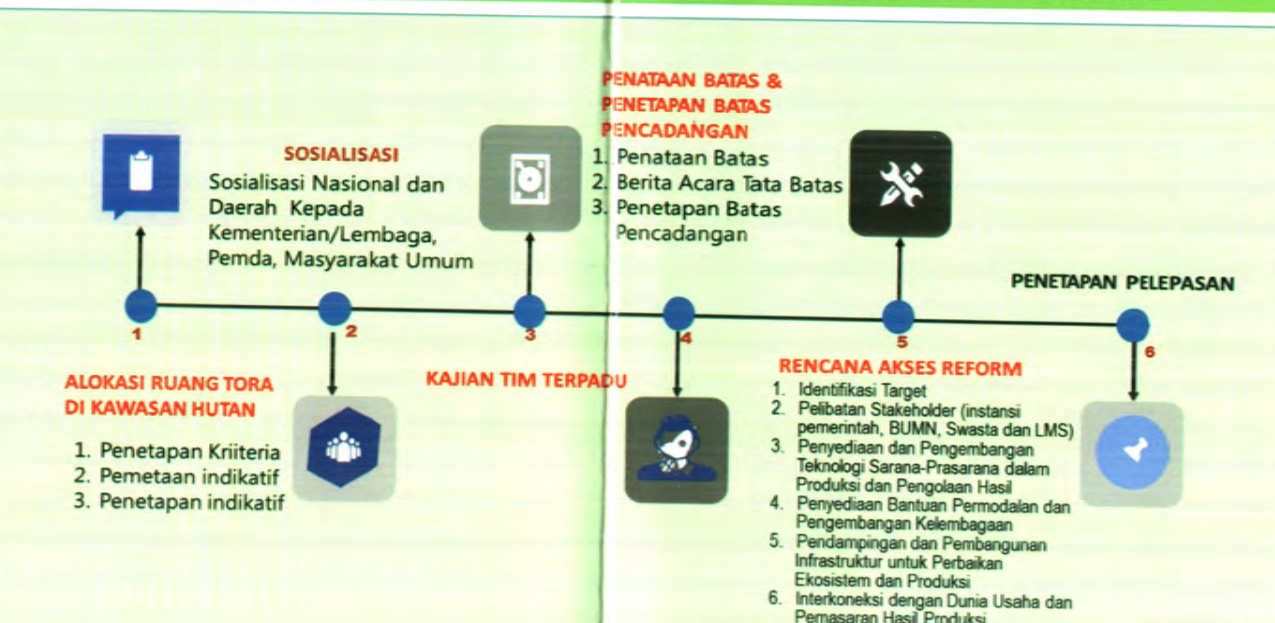 1
ALOKASI RUANG TORA
DI KAWASAN HUTAN
1. Penetapan Kriiteria
2. Pemetaan indikatif
3. Penetapan indikatif
SOSIALISASI
Sosialisasi Nasional dan
Daerah Kepada
Kementerian/Lembaga,
Pemda, Masyarakat Umum
2
3
KAJIAN TIM TERPADU
PENATAAN BATAS &
PENETAPAN BATAS
PENCADANGAN
1. Penataan Batas
2. Berita Acara Tata Batas
3. Penetapan Batas
Pencadangan
4
5
RENCANA AKSES REFORM
1. Identifikasi Target
2. Pelibatan Stakeholder (instansi
pemerintah, BUMN, Swasta dan LMS)
3. Penyediaan dan Pengembangan
Teknologi Sarana-Prasarana dalam
Produksi dan Pengolaan Hasil
4. Penyediaan Bantuan Permodalan dan
Pengembangan Kelembagaan
5. Pendampingan dan Pembangunan
Infrastruktur untuk Perbaikan
Ekosistem dan Produksi
6. Interkoneksi dengan Dunia Usaha dan
Pemasaran Hasil Produksi
PENETAPAN PELEPASAN
6